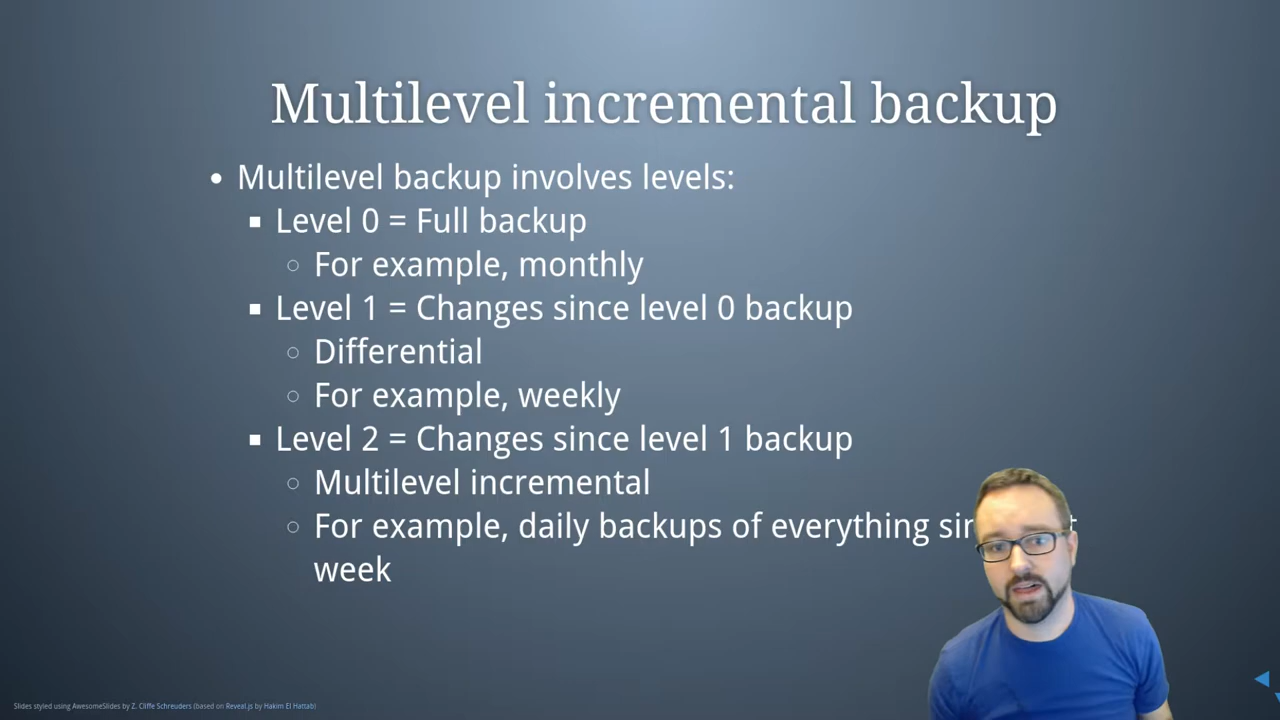 Multilevel incremental backup
Multilevel backup involves levels:
Level 0 = Full backup
For example, monthly
Level 1 = Changes since level 0 backup
Differential
For example, weekly
Level 2 = Changes since level 1 backup
Multilevel incremental
For example, daily backups of everything
week
Slides styled using AwesomeSlides by Z. Cliffe Schreuders (based on Reveal.js by Hakim El Hattab)